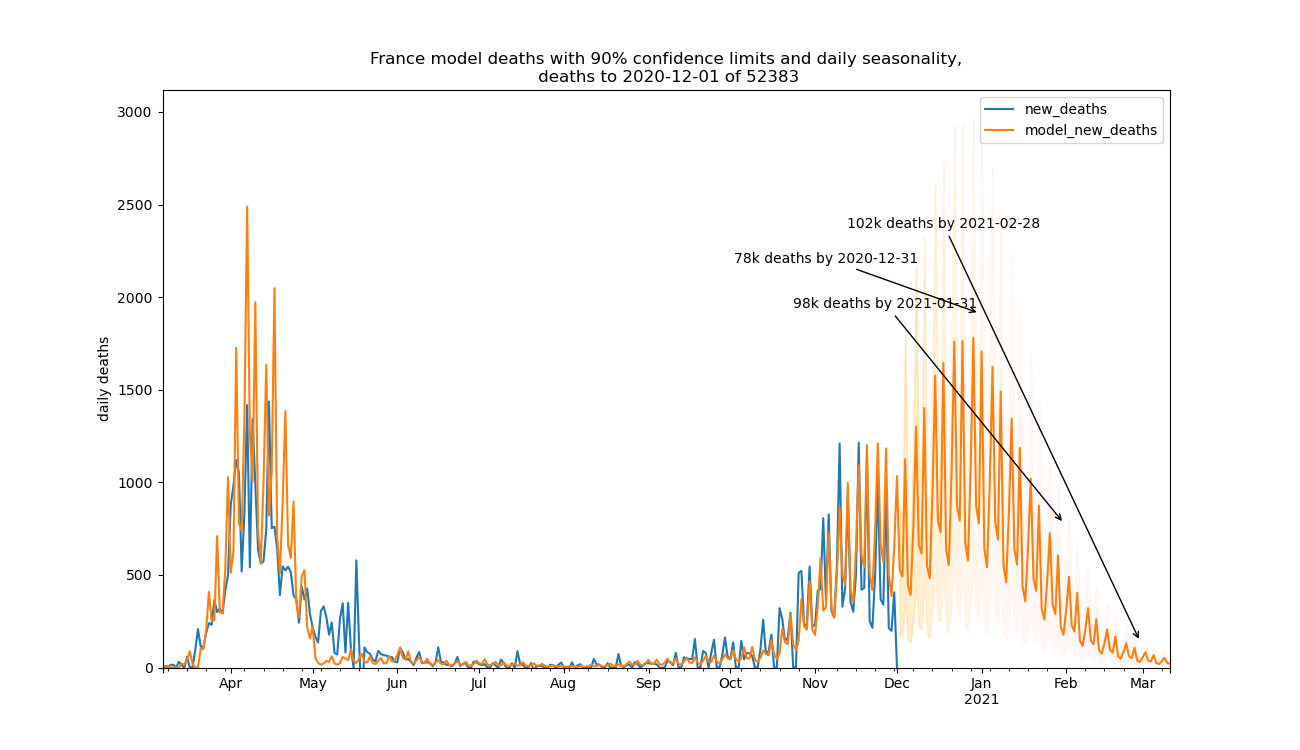 France model deaths with 90% confidence limits and daily seasonality,
deaths to 2020-12-01 of 52383
3000
2500
2000
1500
1000
500
0
daily deaths
new_deaths
model_new_deaths
102k deaths by 2021-02-28
78k deaths by 2020-12-31
98k deaths by 2021-01-31
Apr May Jun Jul Aug Sep Oct Nov Dec Jan Feb Mar
2021